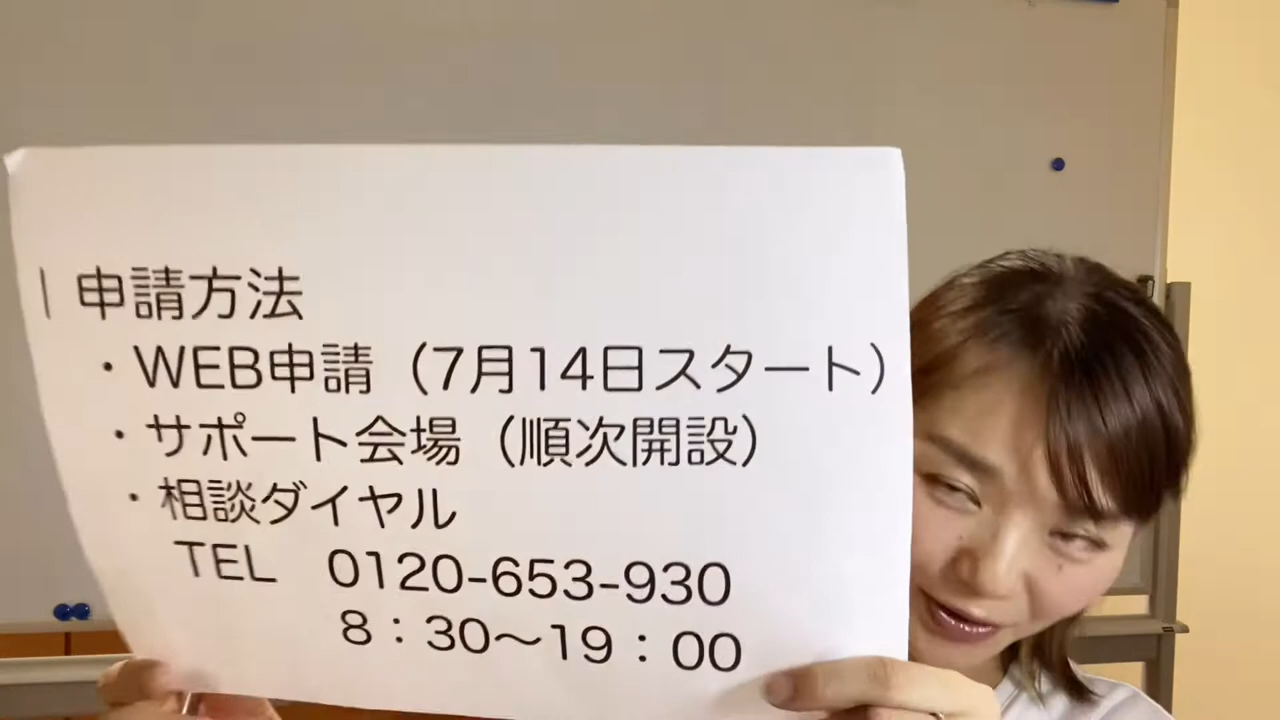 | 申請方法
・WEB申請（7月14日スタート）
・サポート会場（順次開設）
・相談ダイヤル
TEL　0120-653-930
8：30～19：00